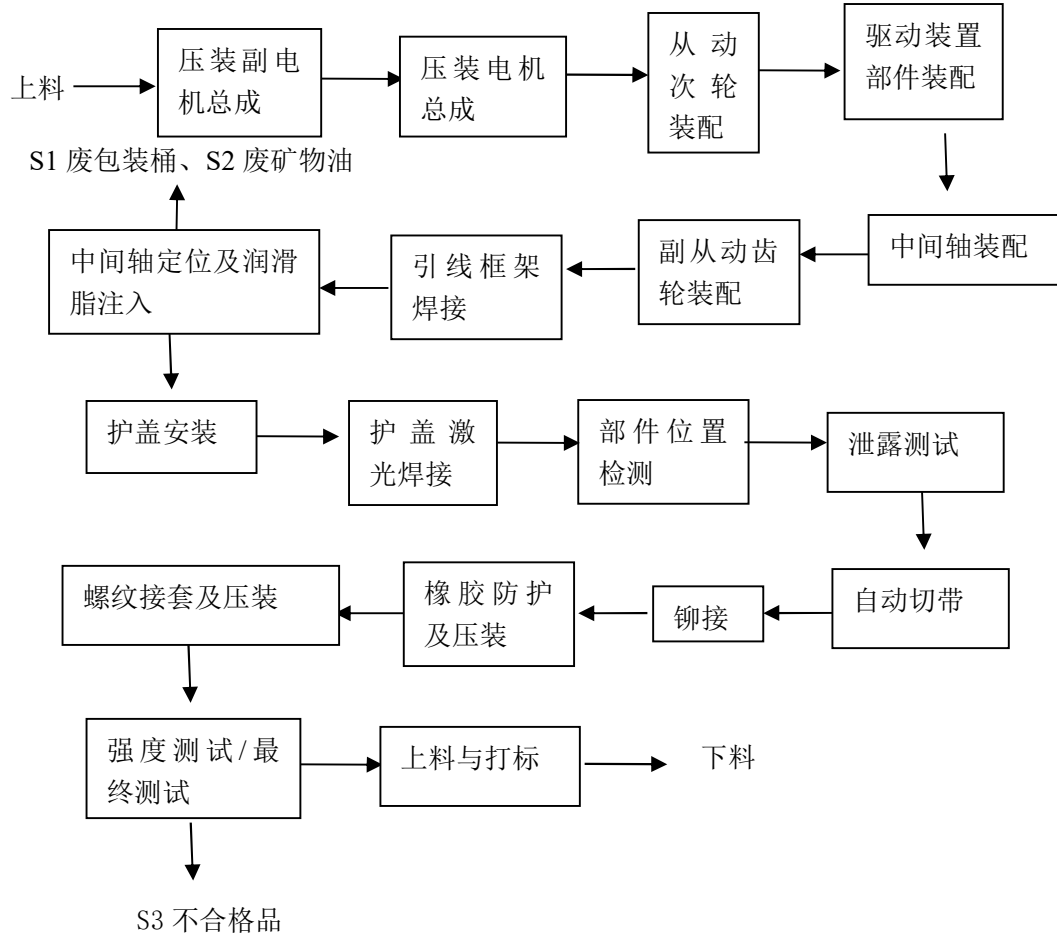 上料
压装副电
机总成
压装电机
总成
从动
次轮
装配
驱动装置
部件装配
S1 废包装桶、S2 废矿物油
中间轴定位及润滑
脂注入
引线框架
焊接
副从动齿
轮装配
中间轴装配
护盖安装
护盖激
光焊接
部件位置
检测
泄露测试
螺纹接套及压装
橡胶防护
及压装
铆接
自动切带
强度测试/最
终测试
上料与打标
下料
S3 不合格品